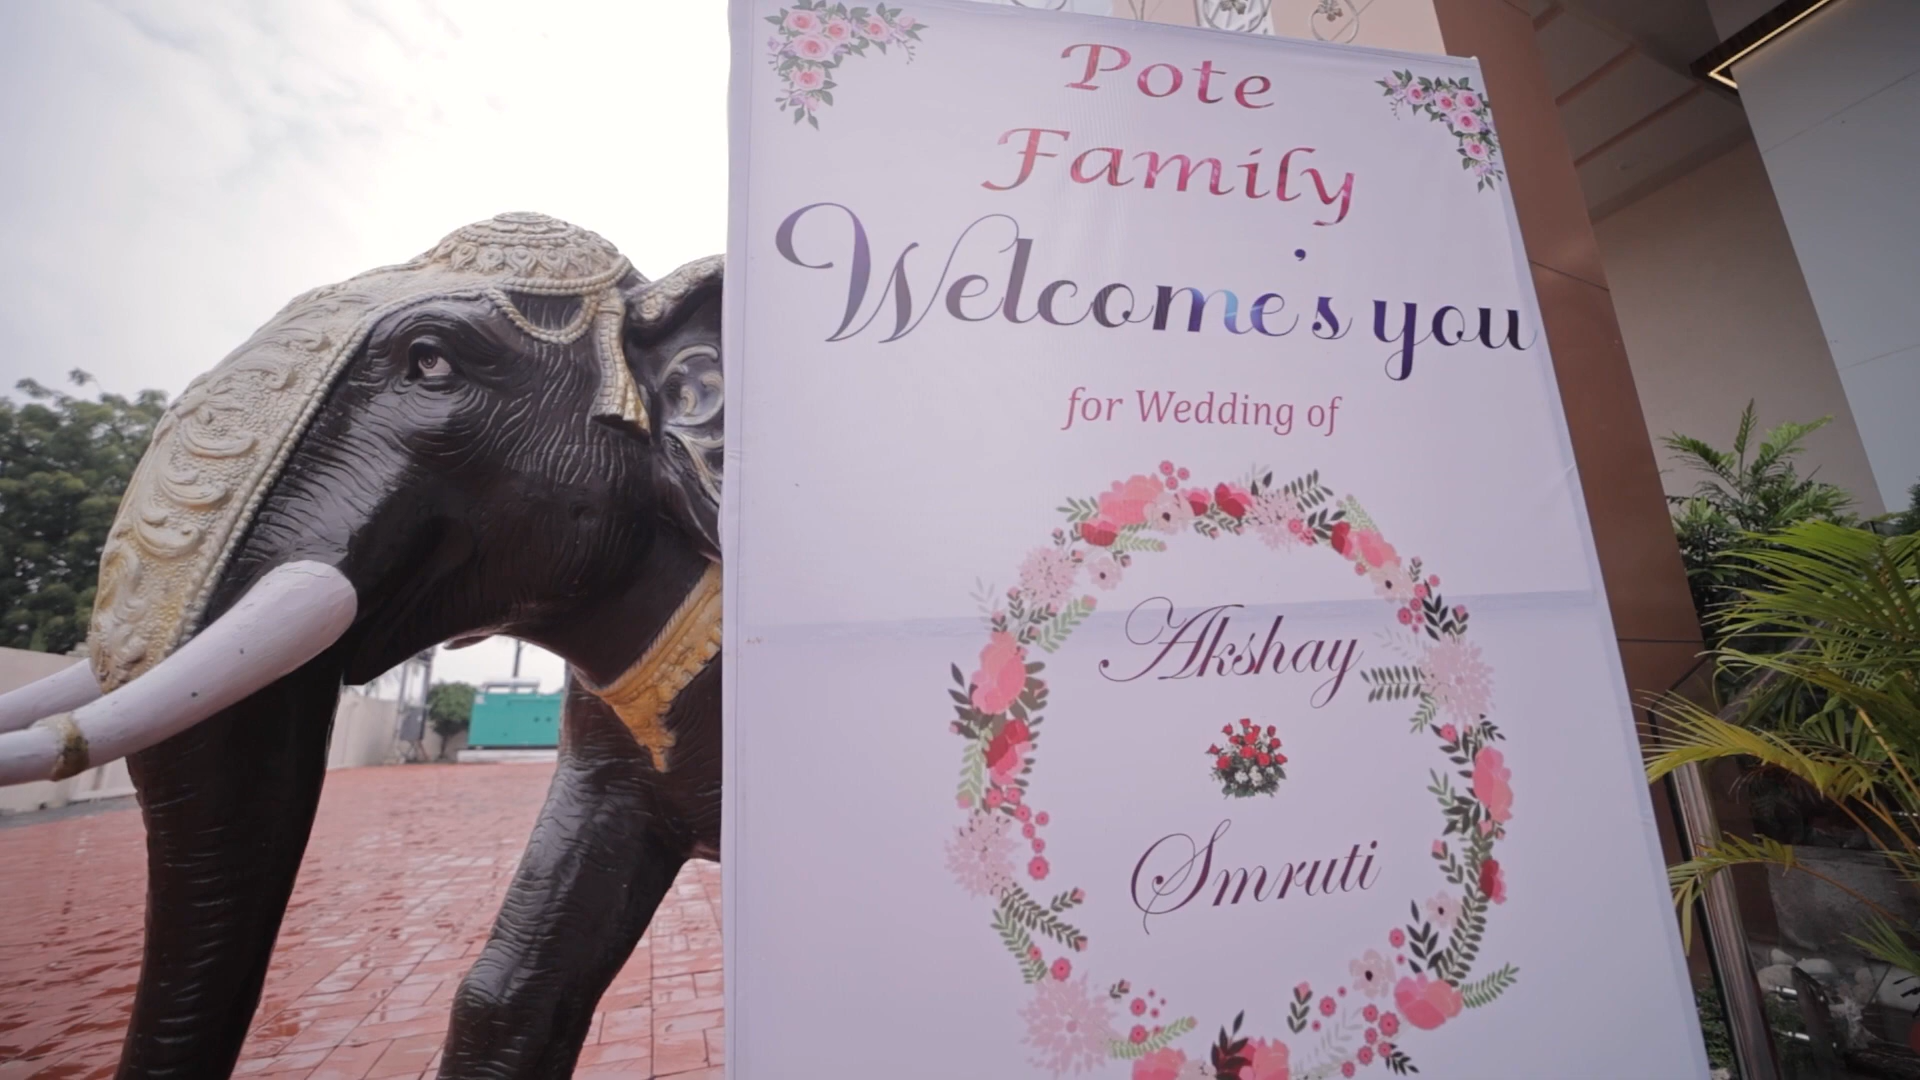 Pote
Family
Welcome's you
for Wedding of
Akshay
Smruti